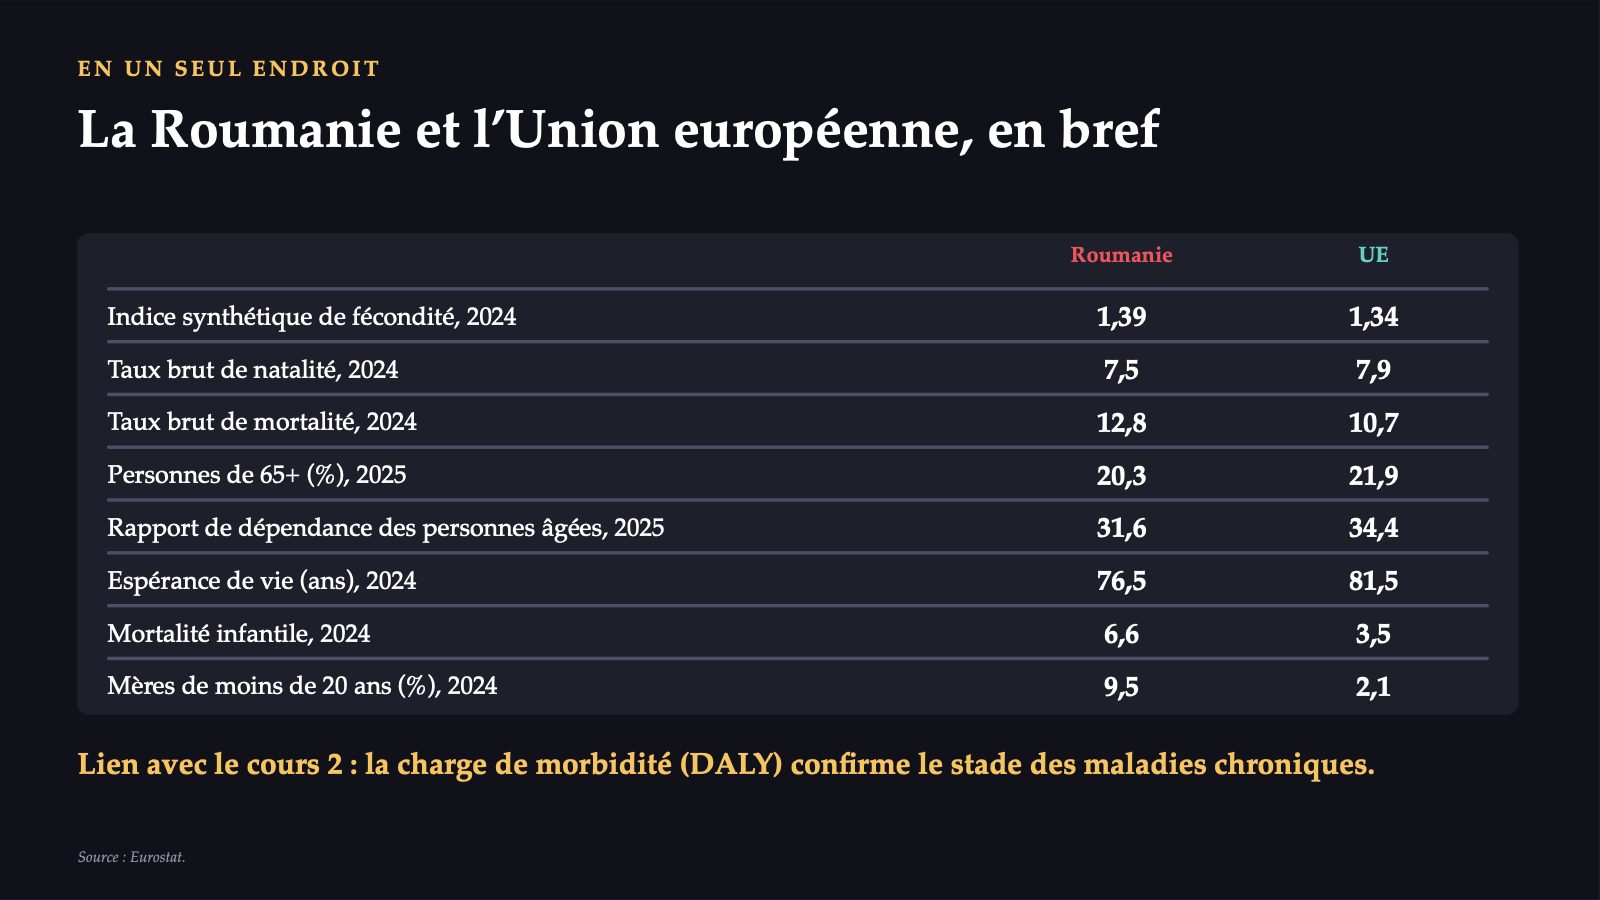 EN UN SEUL ENDROIT
La Roumanie et l’Union européenne, en bref
Roumanie UE
Indice synthétique de fécondité, 2024 1,39 1,34
Taux brut de natalité, 2024 7,5 7,9
Taux brut de mortalité, 2024 12,8 10,7
Personnes de 65+ (%), 2025 20,3 21,9
Rapport de dépendance des personnes âgées, 2025 31,6 34,4
Espérance de vie (ans), 2024 76,5 81,5
Mortalité infantile, 2024 6,6 3,5
Mères de moins de 20 ans (%), 2024 9,5 2,1
Lien avec le cours 2 : la charge de morbidité (DALY) confirme le stade des maladies chroniques.
Source : Eurostat.